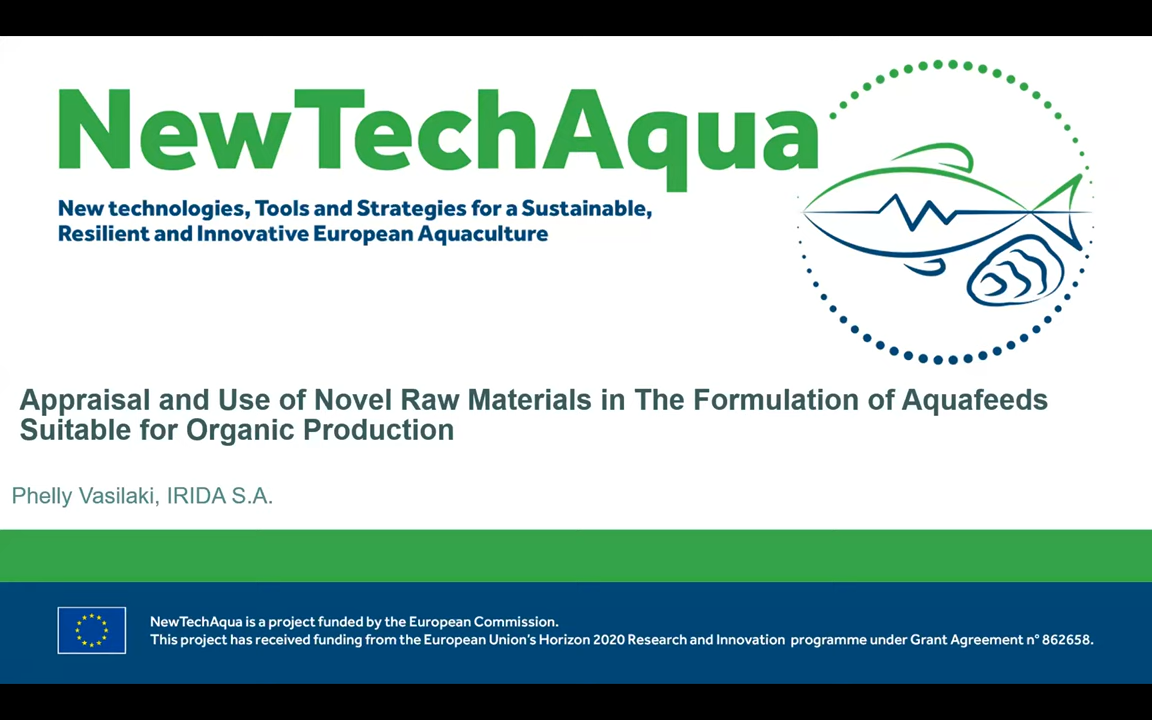 NewTechAqua
New technologies, Tools and Strategies for a Sustainable,
Resilient and Innovative European Aquaculture
Appraisal and Use of Novel Raw Materials in The Formulation of Aquafeeds
Suitable for Organic Production
Phelly Vasilaki, IRIDA S.A.
NewTechAqua is a project funded by the European Commission.
This project has received funding from the European Union's Horizon 2020 Research and Innovation programme under Grant Agreement n° 862658.